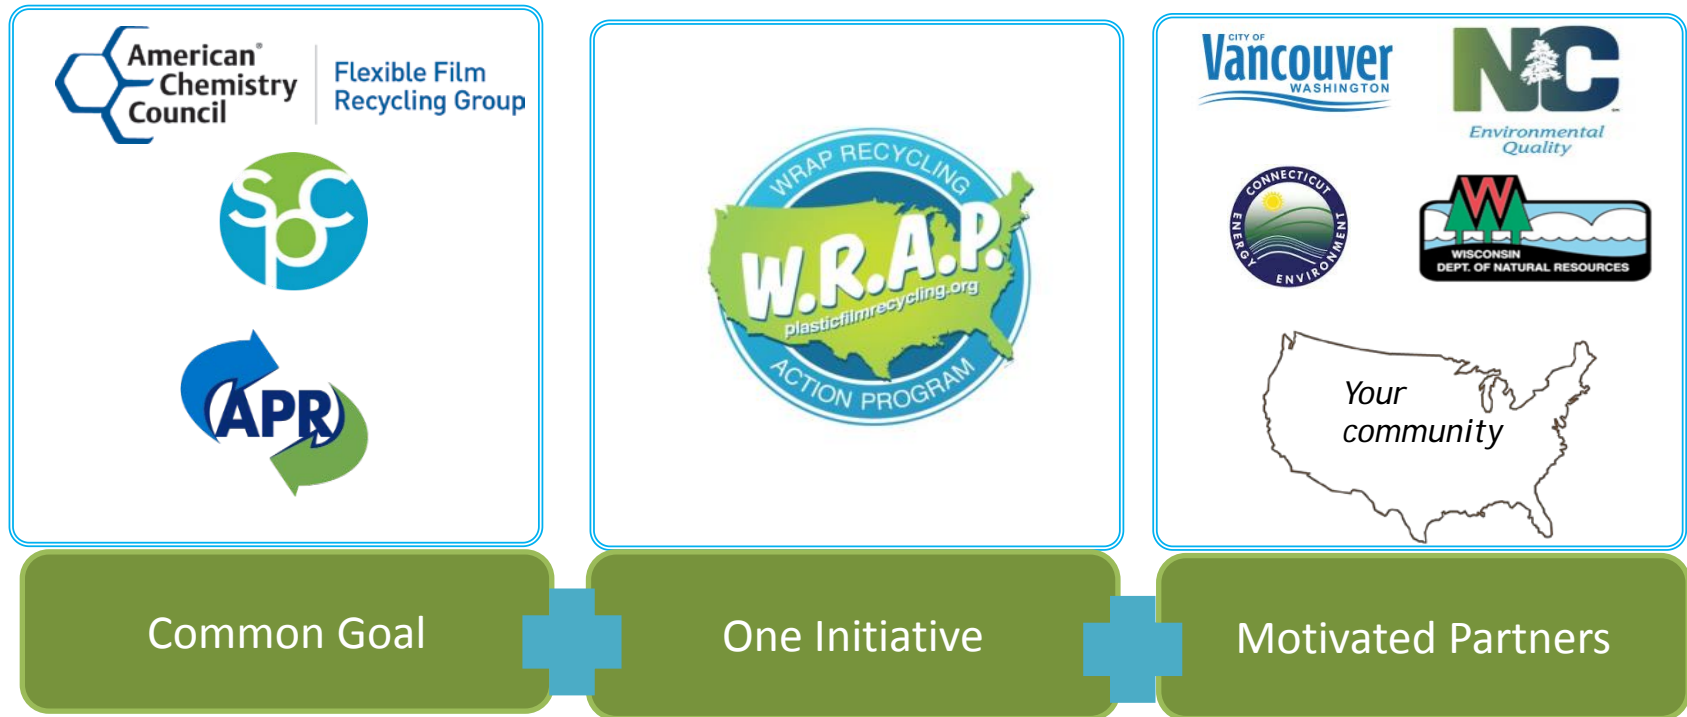 American®
Chemistry
Council
Flexible Film
Recycling Group
SPC
APR
Common Goal
WRAP RECYCLING
W.R.A.P.
plasticfilmrecycling.org
ACTION PROGRAM
One Initiative
CITY OF
Vancouver
WASHINGTON
NC
Environmental
Quality
CONNECTICUT
ENERGY
ENVIRONMENT
W
WISCONSIN
DEPT. OF NATURAL RESOURCES
Your
community
Motivated Partners